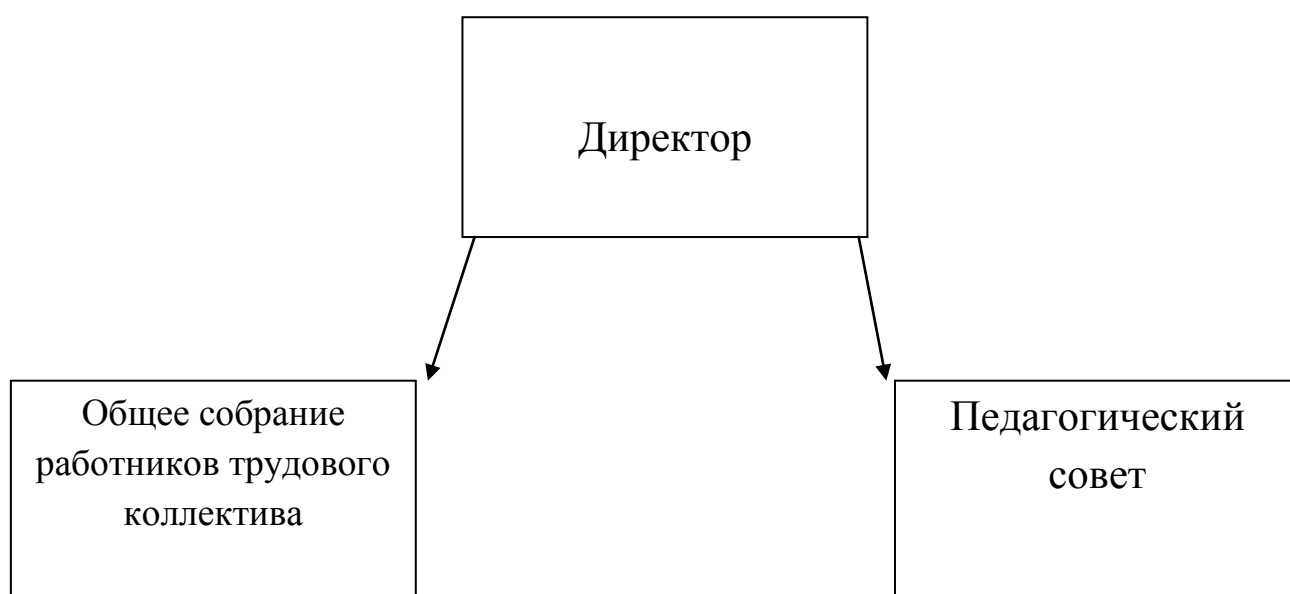 Директор
Общее собрание
работников трудового
коллектива
Педагогический
совет